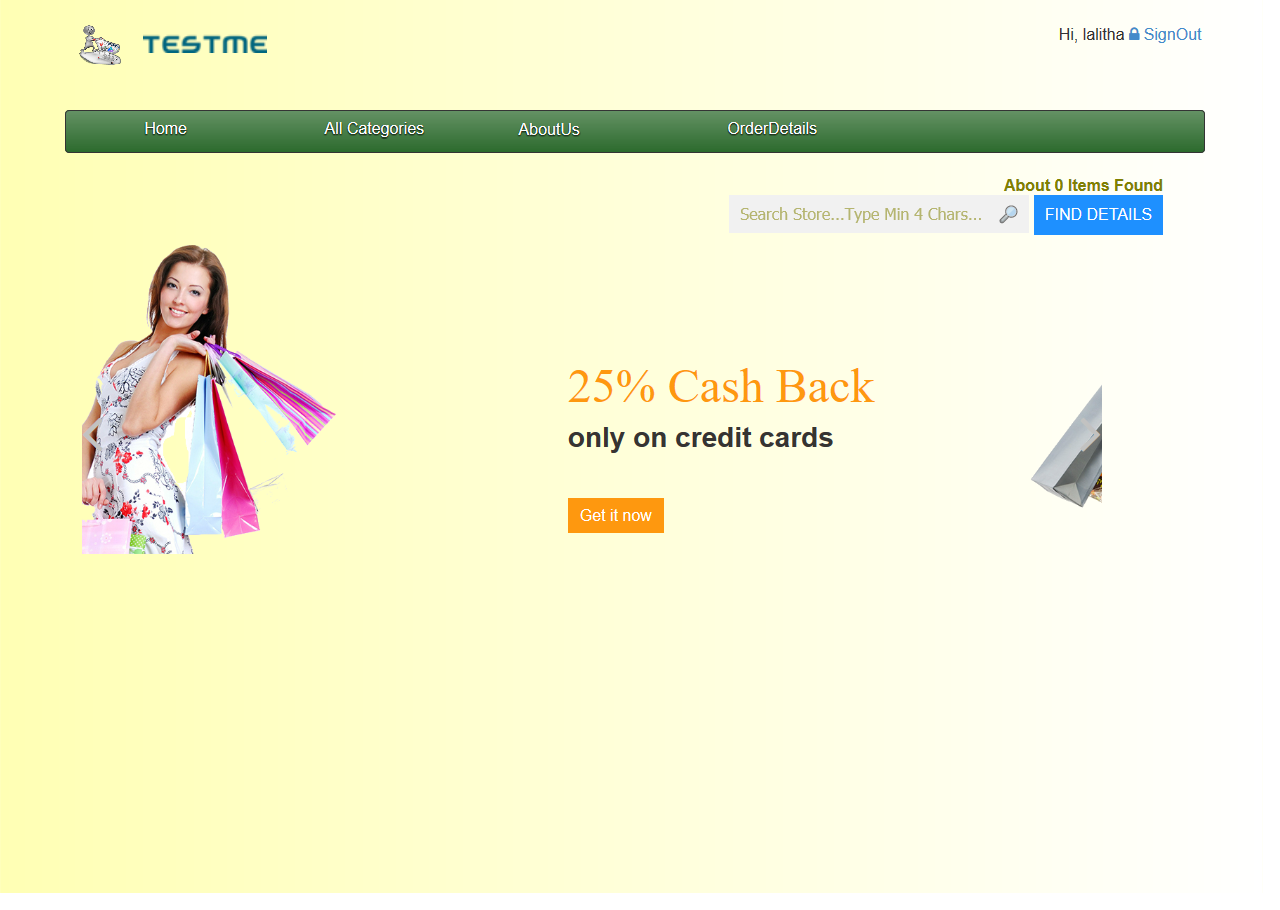 TESTME
Hi, lalitha SignOut
Home All Categories AboutUs OrderDetails
About 0 Items Found
Search Store...Type Min 4 Chars... FIND DETAILS
25% Cash Back
only on credit cards
Get it now